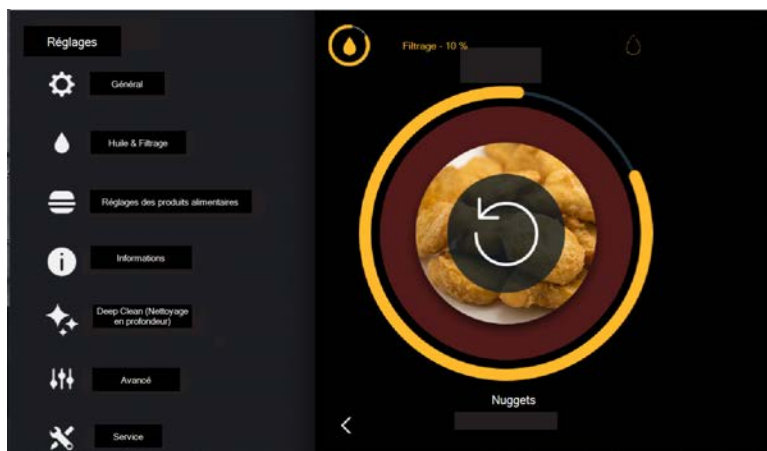 Réglages
Général
Huile & Filtrage
Réglages des produits alimentaires
Informations
Deep Clean (Nettoyage
en profondeur)
Avancé
Service
Filtrage - 10 %
Nuggets